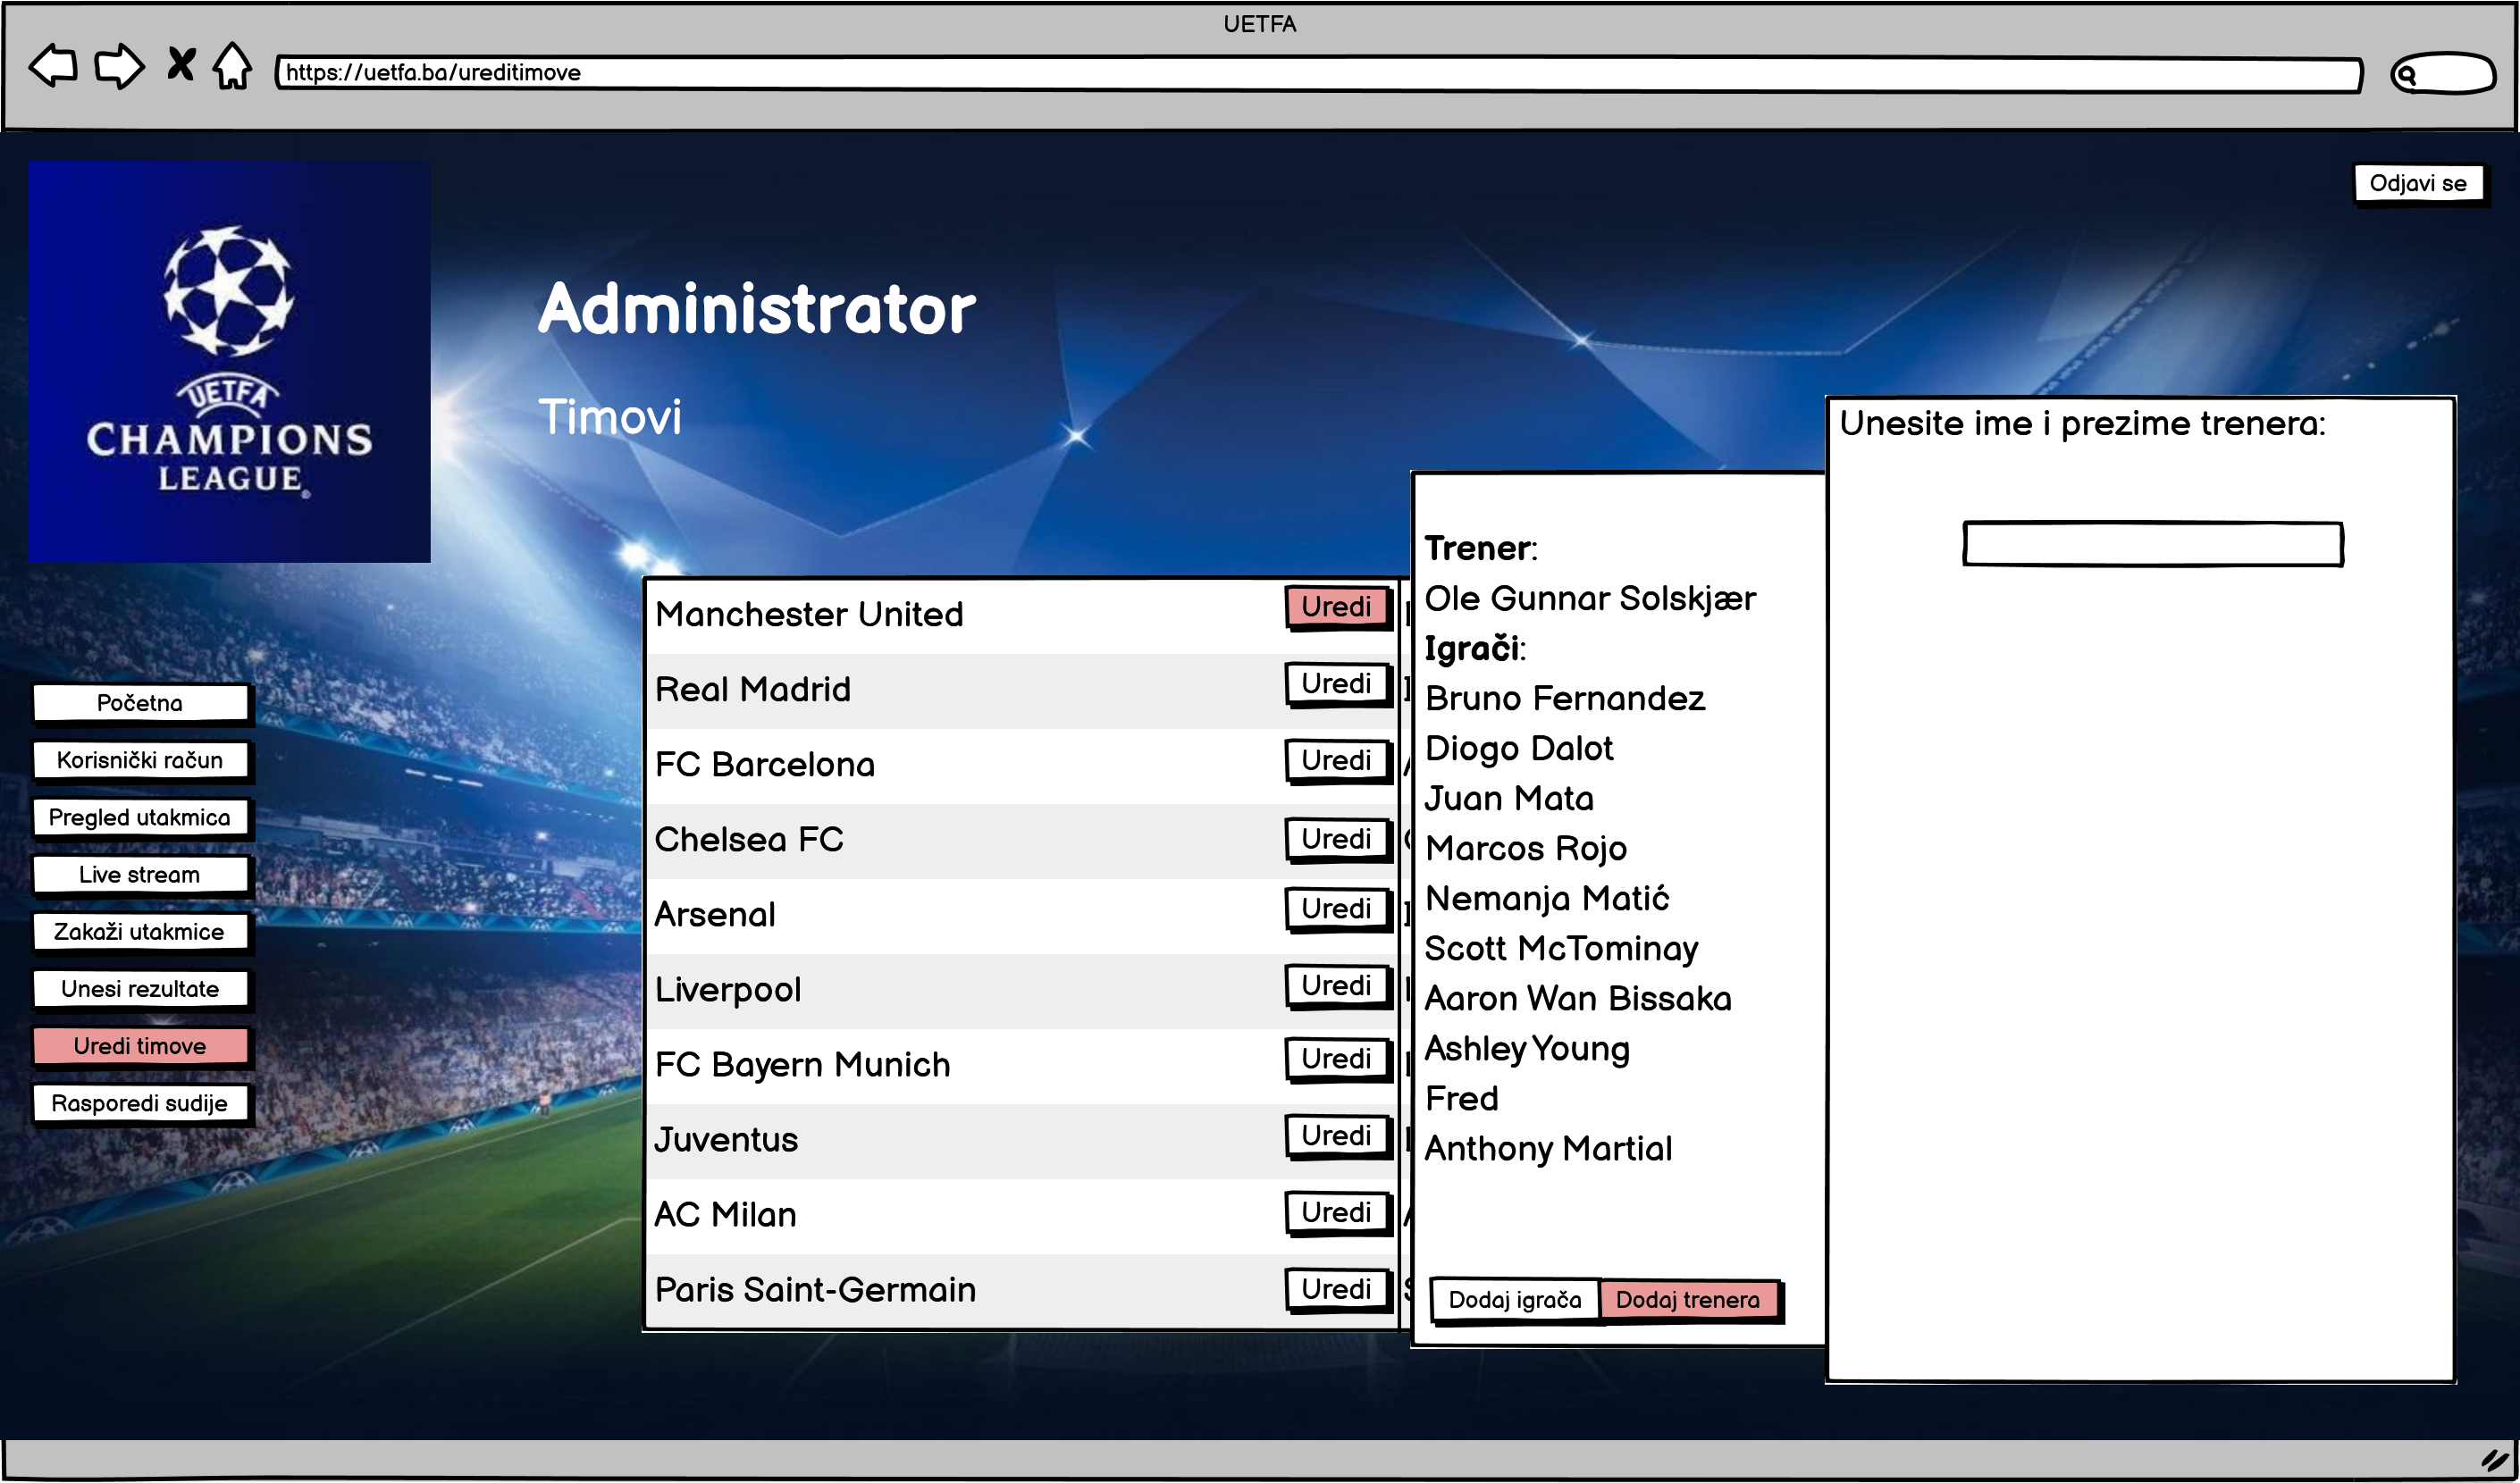 UETFA
https://uetfa.ba/ureditimove
Odjavi se
UETFA
CHAMPIONS
LEAGUE®
Administrator
Timovi
Početna
Korisnički račun
Pregled utakmica
Live stream
Zakaži utakmice
Unesi rezultate
Uredi timove
Rasporedi sudije
Manchester United Uredi
Real Madrid Uredi
FC Barcelona Uredi
Chelsea FC Uredi
Arsenal Uredi
Liverpool Uredi
FC Bayern Munich Uredi
Juventus Uredi
AC Milan Uredi
Paris Saint-Germain Uredi
Trener:
Ole Gunnar Solskjær
Igrači:
Bruno Fernandez
Diogo Dalot
Juan Mata
Marcos Rojo
Nemanja Matić
Scott McTominay
Aaron Wan Bissaka
Ashley Young
Fred
Anthony Martial
Dodaj igrača Dodaj trenera
Unesite ime i prezime trenera: